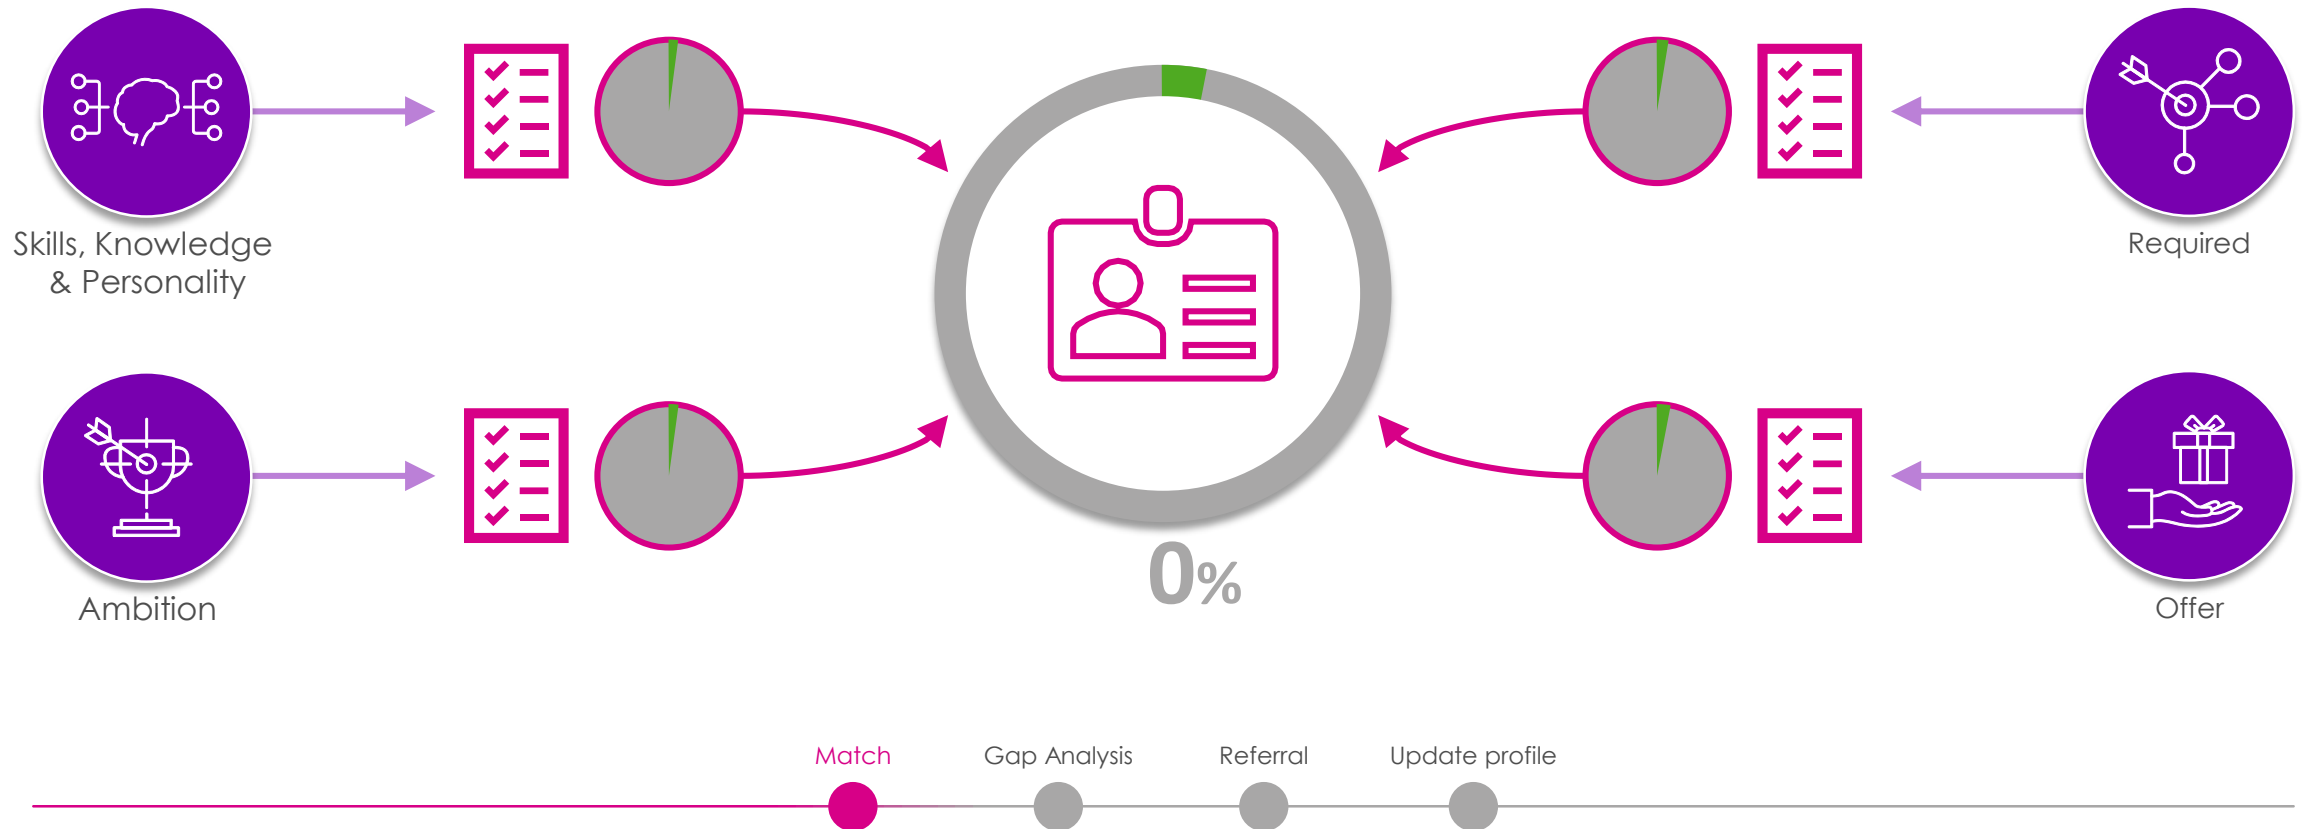 Skills, Knowledge
& Personality
Required
Ambition
0%
Offer
Match
Gap Analysis
Referral
Update profile